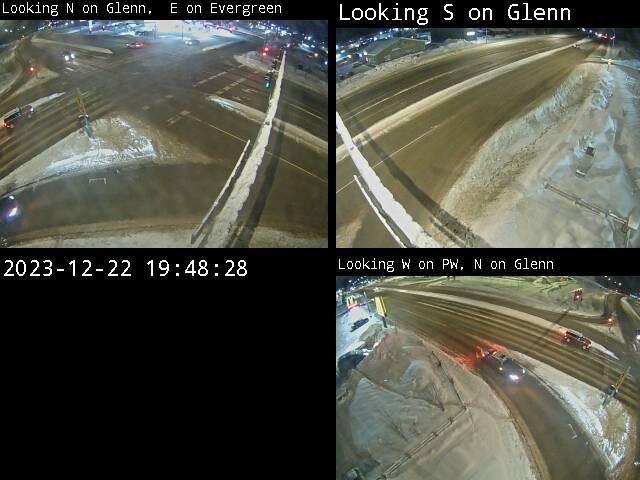 Looking N on Glenn,  E on Evergreen
Looking S on Glenn
2023-12-22 19:48:28
Looking W on PW, N on Glenn